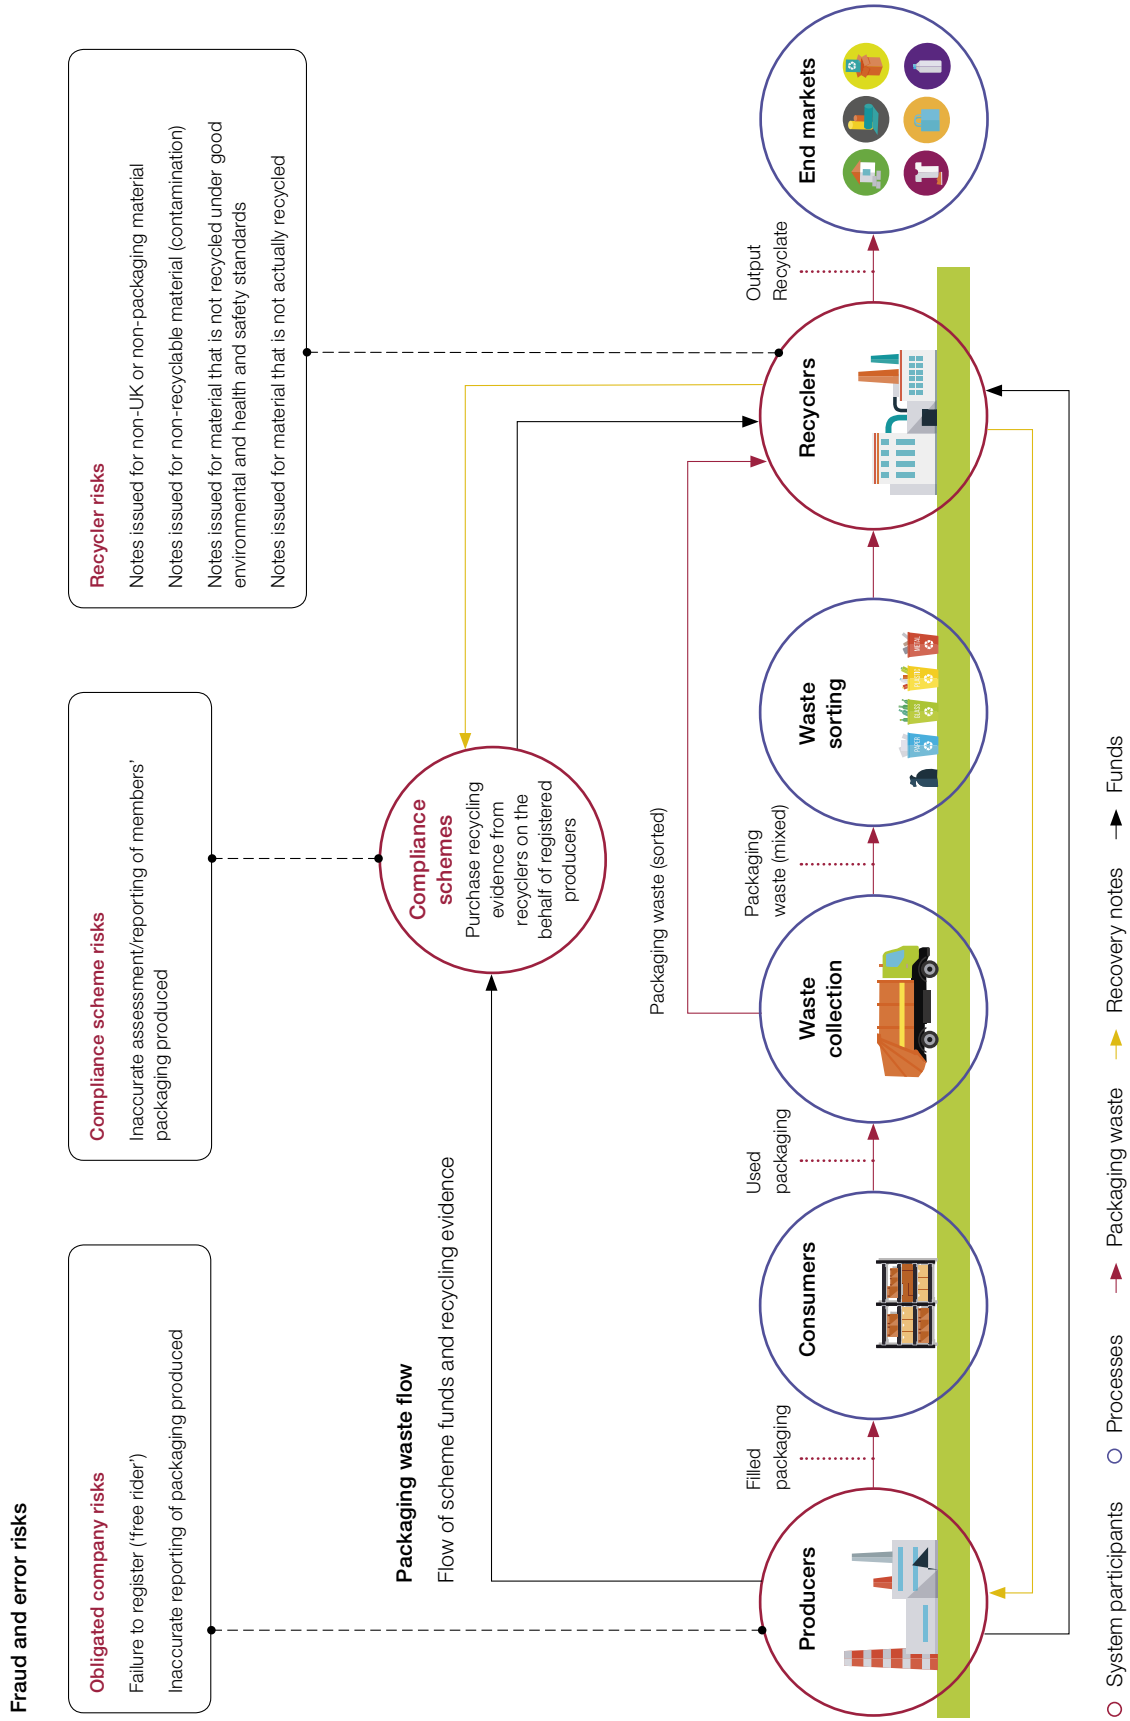 Fraud and error risks
Obligated company risks
Failure to register (‘free rider’)
Inaccurate reporting of packaging produced
Compliance scheme risks
Inaccurate assessment/reporting of members’
packaging produced
Recycler risks
Notes issued for non-UK or non-packaging material
Notes issued for non-recyclable material (contamination)
Notes issued for material that is not recycled under good
environmental and health and safety standards
Notes issued for material that is not actually recycled
Packaging waste flow
Flow of scheme funds and recycling evidence
Compliance
schemes
Purchase recycling
evidence from
recyclers on the
behalf of registered
producers
Packaging waste (sorted)
Filled
packaging
Used
packaging
Packaging
waste (mixed)
Output
Recyclate
Producers
Consumers
Waste
collection
Waste
sorting
PAPER
GLASS
PLASTIC
METAL
Recyclers
End markets
System participants
Processes
Packaging waste
Recovery notes
Funds